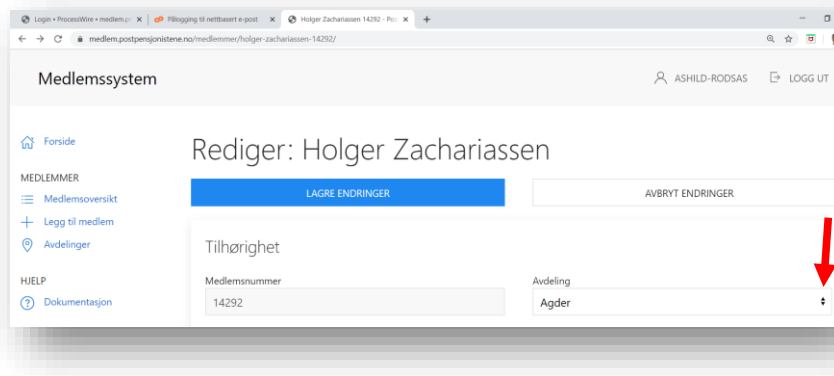 Login • ProcessWire • medlem.p
Pålogging til nettbasert e-post
Holger Zachariassen 14292 - Po
medlem.postpensjonistene.no/medlemmer/holger-zachariassen-14292/
Medlemssystem
ASHILD-RODSAS
LOGG UT
Forside
Rediger: Holger Zachariassen
MEDLEMMER
LAGRE ENDRINGER
AVBRYT ENDRINGER
Medlemsoversikt
Legg til medlem
Avdelinger
Tilhørighet
HJELP
Medlemsnummer
Avdeling
Dokumentasjon
14292
Agder